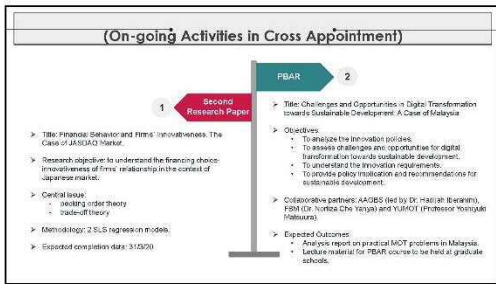 (On-going Activities in Cross Appointment)
1
Second
Research Paper
➤ Title: Financial Behavior and Firms' Innovativeness. The
Case of JASDAQ Market.
➤ Research objective: to understand the financing choice-
innovativeness of firms' relationship in the context of
Japanese market.
➤ Central issue:
• pecking order theory
• trade-off theory
➤ Methodology: 2 SLS regression models.
➤ Expected completion date: 31/3/20
PBAR
2
➤ Title: Challenges and Opportunities in Digital Transformation
towards Sustainable Development: A Case of Malaysia
➤ Objectives:
• To analyze the innovation policies.
• To assess challenges and opportunities for digital
transformation towards sustainable development.
• To understand the innovation requirements.
• To provide policy implication and recommendations for
sustainable development.
➤ Collaborative partners: AAGBS (led by Dr. Hadijah Iberahim),
FBM (Dr. Norliza Che Yahya) and YUMOT (Professor Yoshiyuki
Matsuura).
➤ Expected Outcomes:
• Analysis report on practical MOT problems in Malaysia.
• Lecture material for PBAR course to be held at graduate
schools.